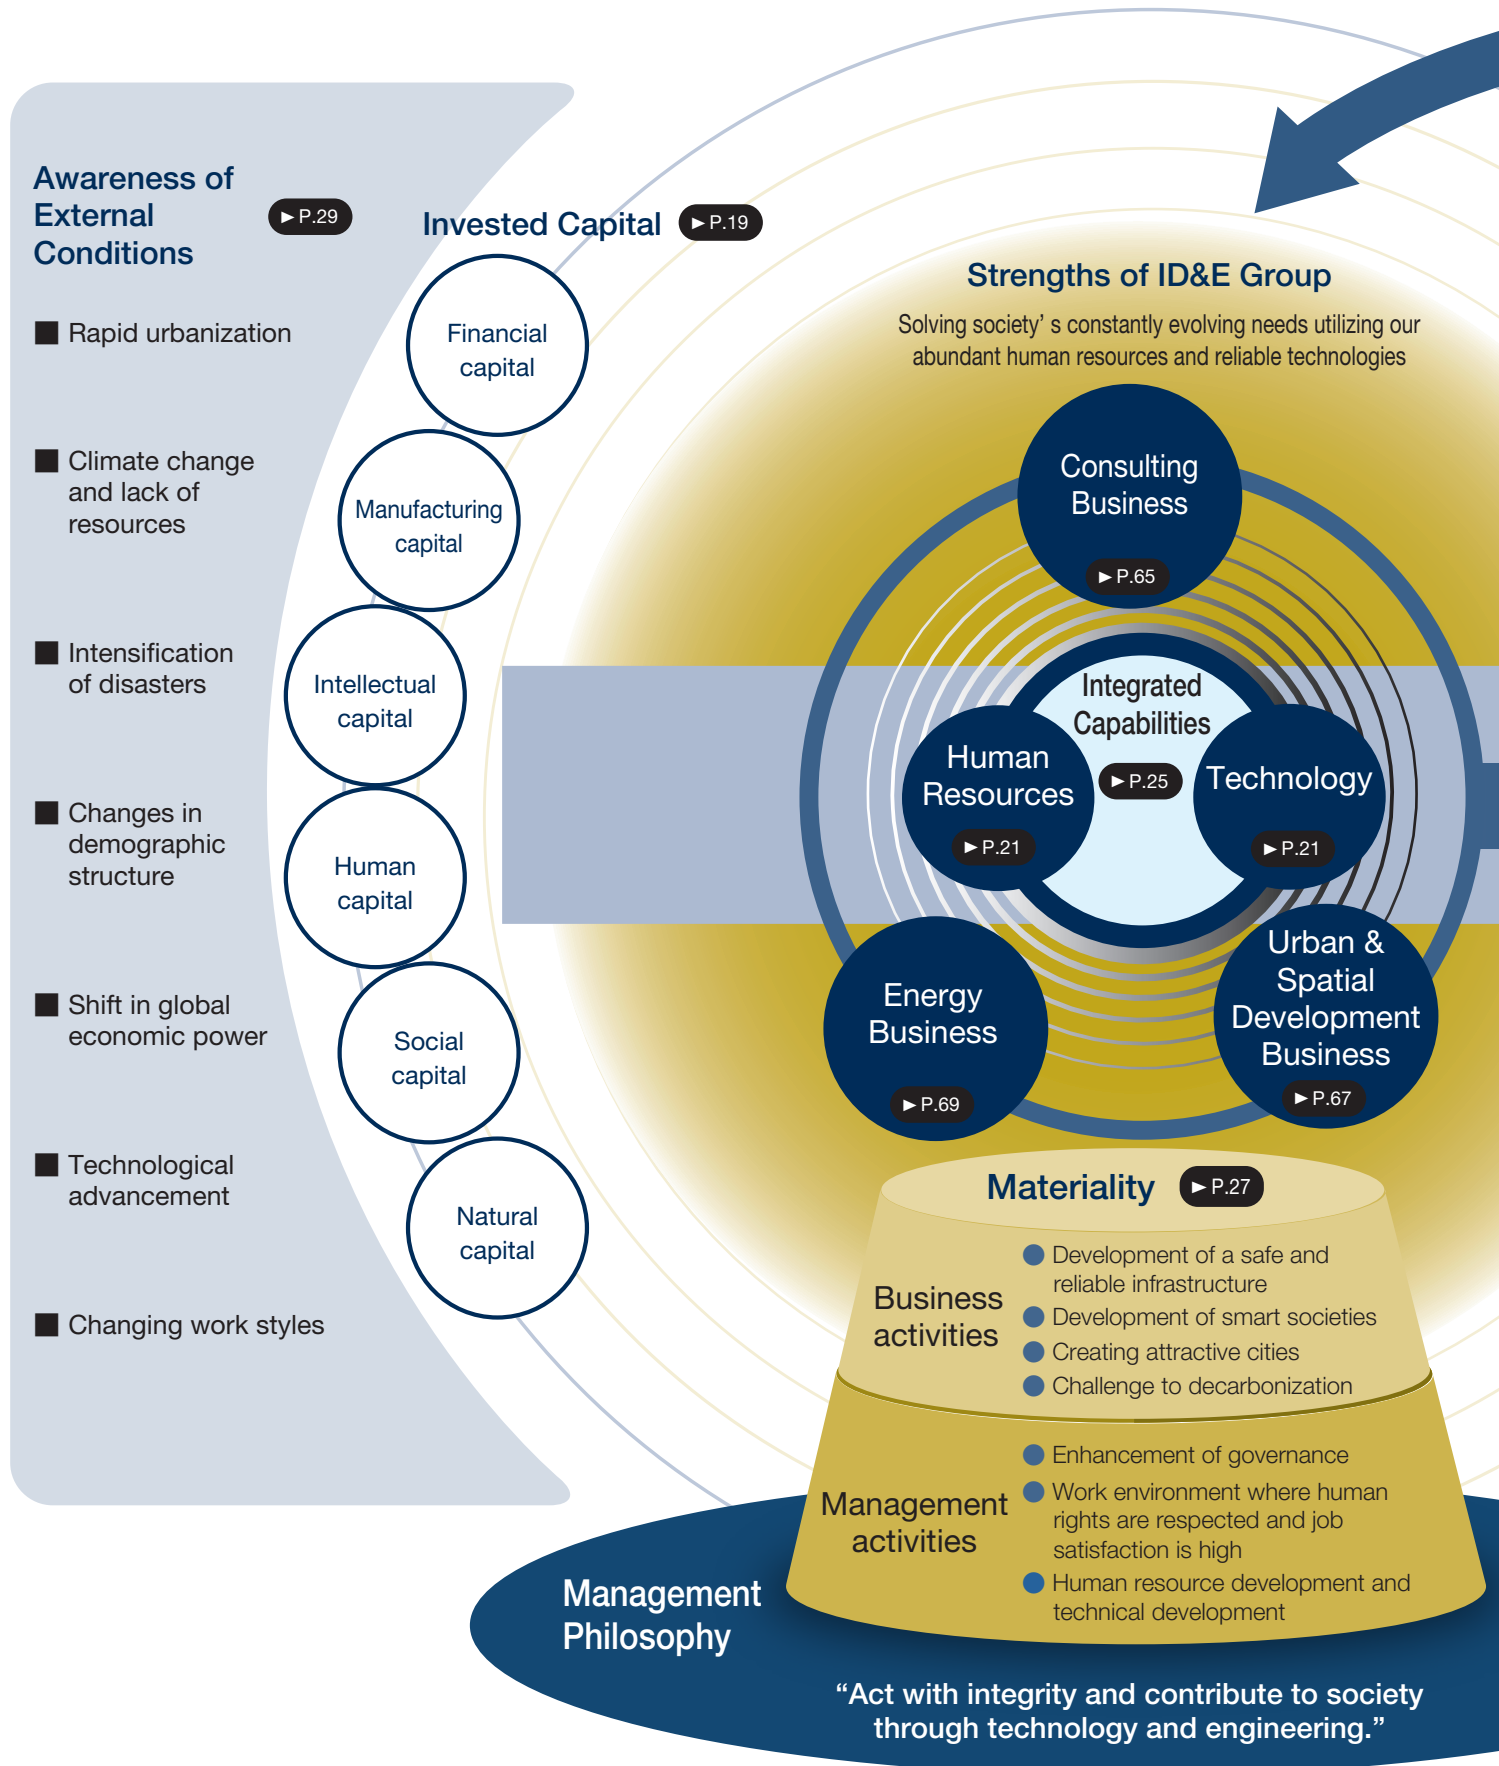 Awareness of
External
Conditions
►P.29
Rapid urbanization
Climate change
and lack of
resources
Intensification
of disasters
Changes in
demographic
structure
Shift in global
economic power
Technological
advancement
Changing work styles
Invested Capital
►P.19
Financial
capital
Manufacturing
capital
Intellectual
capital
Human
capital
Social
capital
Natural
capital
Strengths of ID&E Group
Solving society’ s constantly evolving needs utilizing our
abundant human resources and reliable technologies
Consulting
Business
►P.65
Integrated
Capabilities
►P.25
Human
Resources
►P.21
Technology
►P.21
Energy
Business
►P.69
Urban &
Spatial
Development
Business
►P.67
Materiality
►P.27
Business
activities
Development of a safe and
reliable infrastructure
Development of smart societies
Creating attractive cities
Challenge to decarbonization
Management
activities
Enhancement of governance
Work environment where human
rights are respected and job
satisfaction is high
Human resource development and
technical development
Management
Philosophy
“Act with integrity and contribute to society
through technology and engineering.”